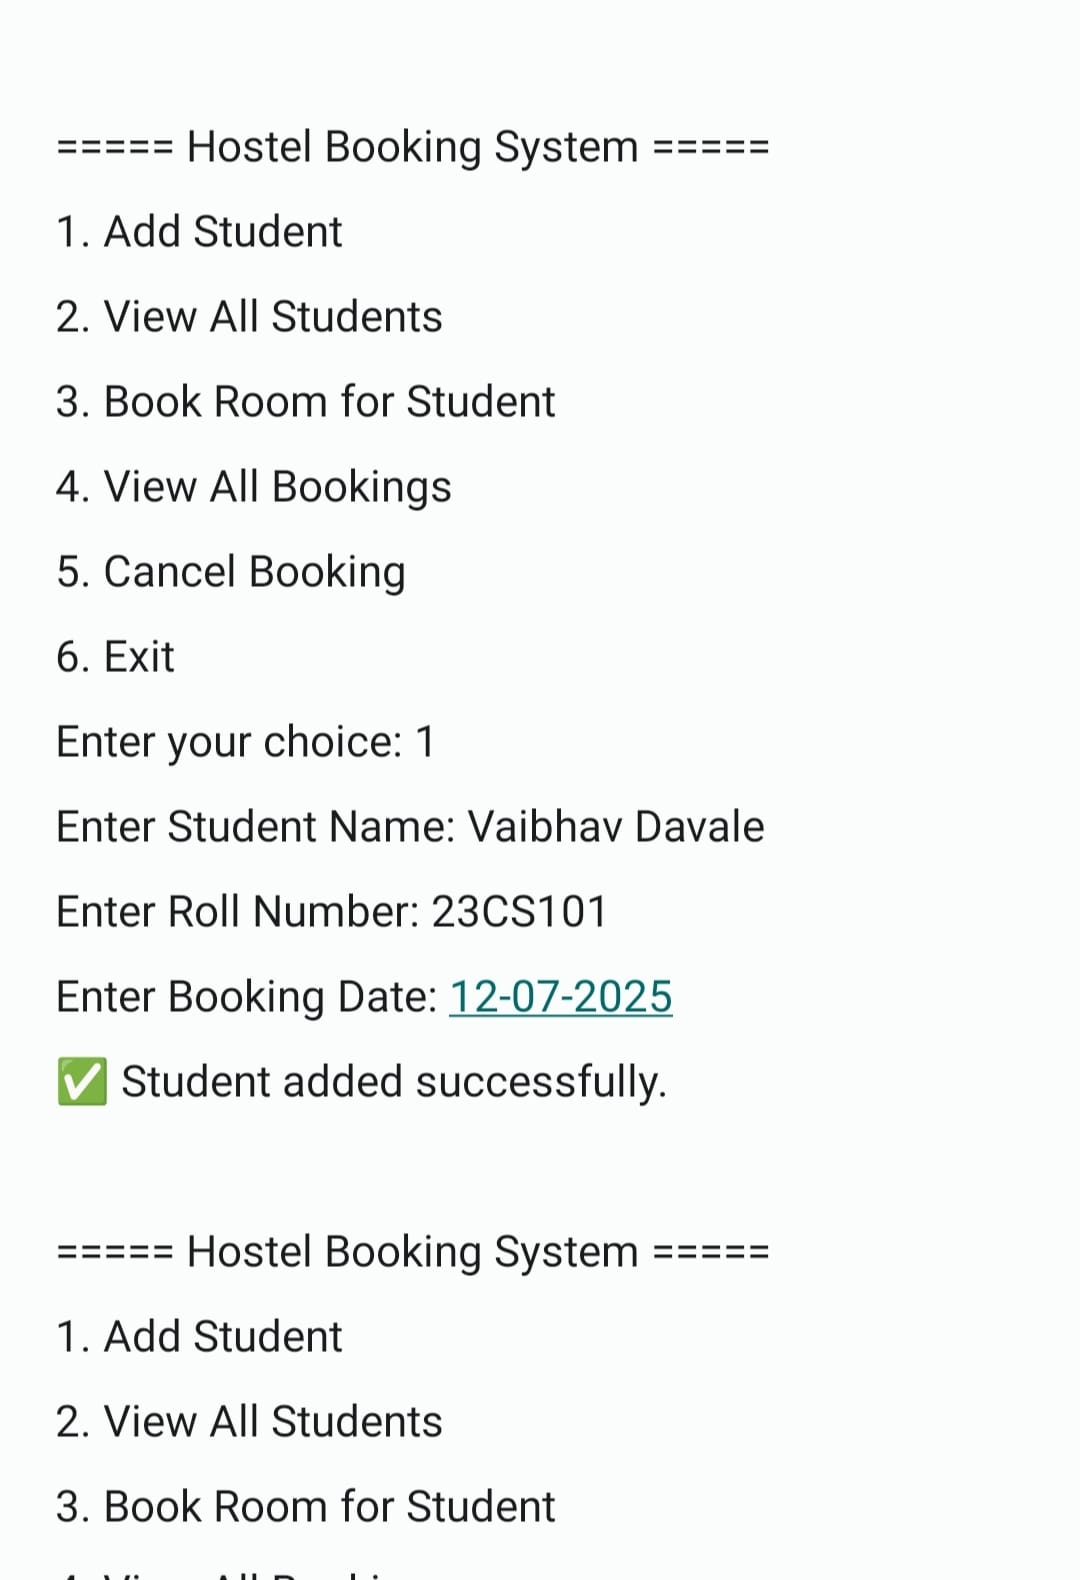 ===== Hostel Booking System =====
1. Add Student
2. View All Students
3. Book Room for Student
4. View All Bookings
5. Cancel Booking
6. Exit
Enter your choice: 1
Enter Student Name: Vaibhav Davale
Enter Roll Number: 23CS101
Enter Booking Date: 12-07-2025
✅ Student added successfully.
===== Hostel Booking System =====
1. Add Student
2. View All Students
3. Book Room for Student